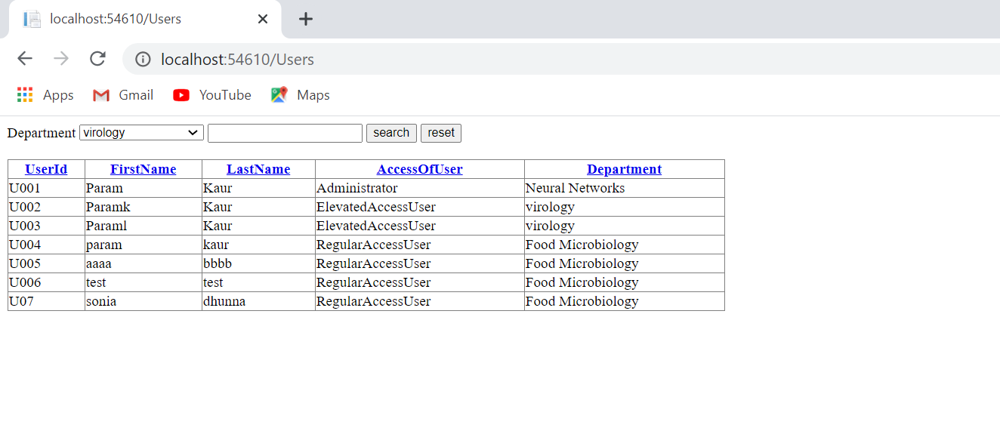 localhost:54610/Users
localhost:54610/Users
Apps Gmail YouTube Maps
Department virology search reset
UserId FirstName LastName AccessOfUser Department
U001 Param Kaur Administrator Neural Networks
U002 Paramk Kaur ElevatedAccessUser virology
U003 Paraml Kaur ElevatedAccessUser virology
U004 param kaur RegularAccessUser Food Microbiology
U005 aaaa bbbb RegularAccessUser Food Microbiology
U006 test test RegularAccessUser Food Microbiology
U07 sonia dhunna RegularAccessUser Food Microbiology